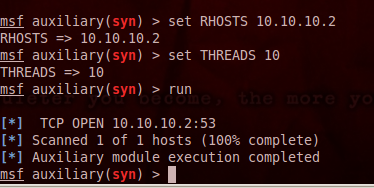 msf auxiliary(syn) > set RHOSTS 10.10.10.2
RHOSTS => 10.10.10.2
msf auxiliary(syn) > set THREADS 10
THREADS => 10
msf auxiliary(syn) > run
you become, the more yo
[*]  TCP OPEN 10.10.10.2:53
[*] Scanned 1 of 1 hosts (100% complete)
[*] Auxiliary module execution completed
msf auxiliary(syn) >